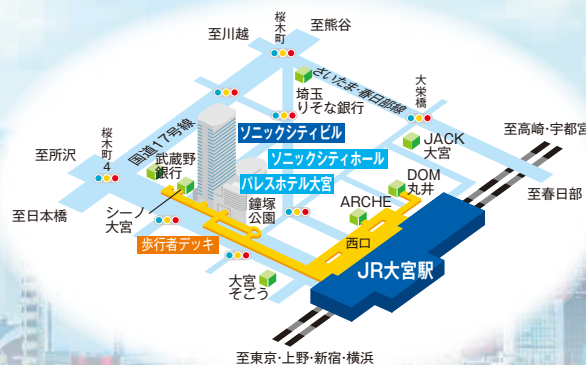 至川越
桜木町
至熊谷
さいたま・春日部線
大栄橋
埼玉
りそな銀行
国道17号線
ソニックシティビル
JACK
大宮
至高崎・宇都宮
桜木町4
至所沢
武蔵野
銀行
ソニックシティホール
パレスホテル大宮
DOM
丸井
至春日部
至日本橋
シーノ
大宮
鐘塚
公園
ARCHE
歩行者デッキ
西口
JR大宮駅
大宮
そごう
至東京・上野・新宿・横浜